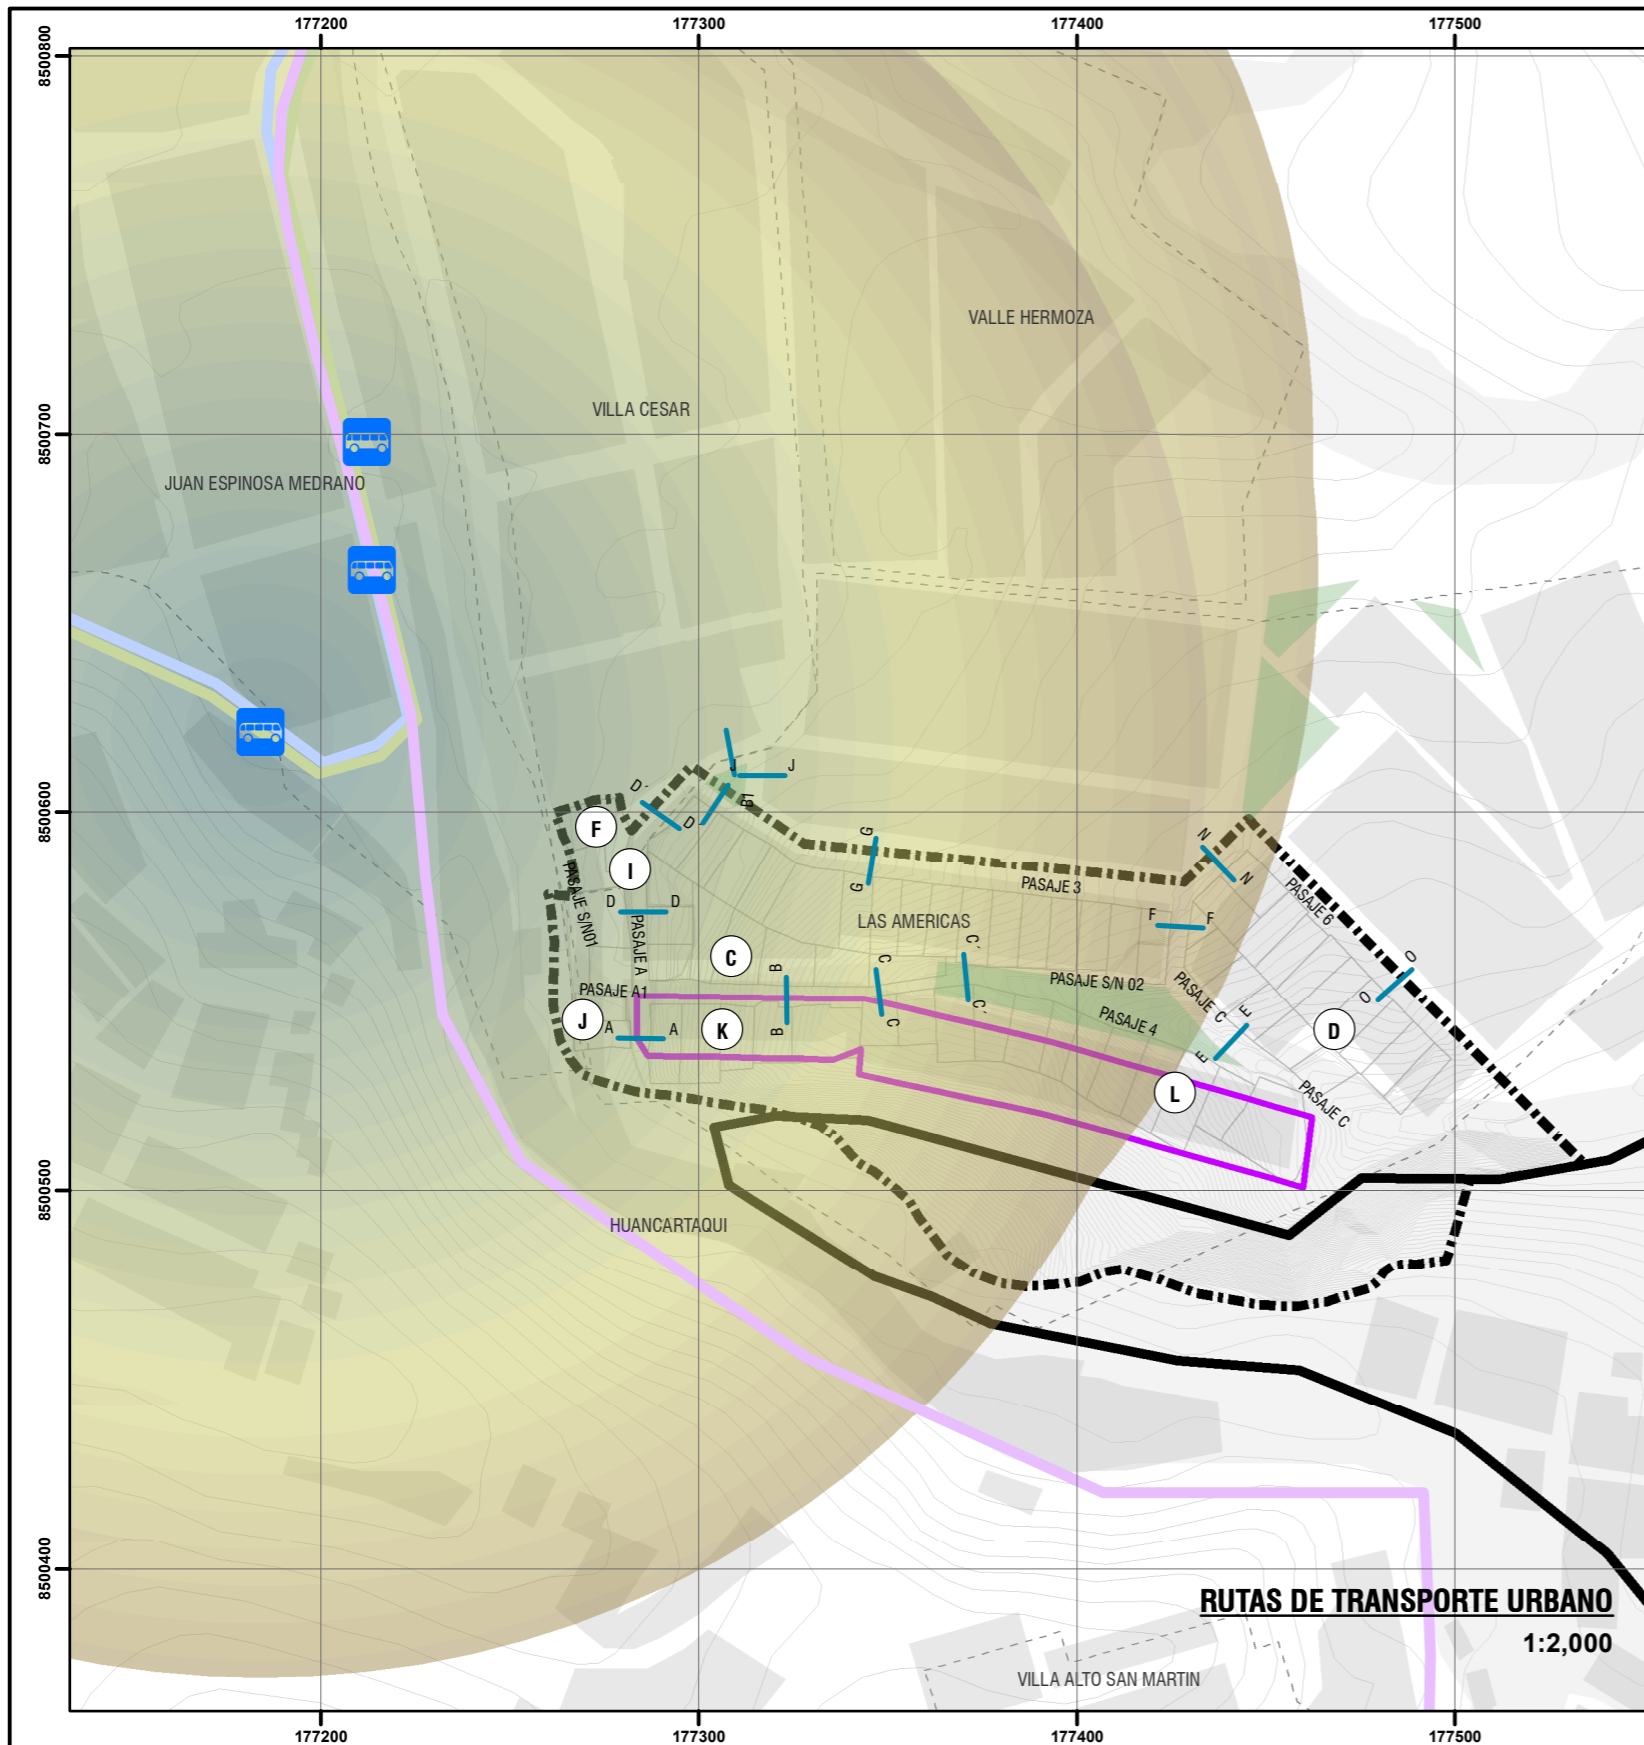 177200 177300 177400 177500
8500800
VALLE HERMOZA
VILLA CESAR
8500700
JUAN ESPINOSA MEDRANO
J J
D´
B1
8500600
D
F
G
N
I
PASAJE 3
G
N
PASAJE 6
PASAJE S/N01
D D
F F
LAS AMERICAS
PASAJE A
C
C´
B
C
O
PASAJE S/N 02
PASAJE C
O
PASAJE A1
C´
E
J
A A
K
B
C
PASAJE 4
D
E
L
PASAJE C
8500500
HUANCARTAQUI
8500400
RUTAS DE TRANSPORTE URBANO
1:2,000
VILLA ALTO SAN MARTIN
177200 177300 177400 177500